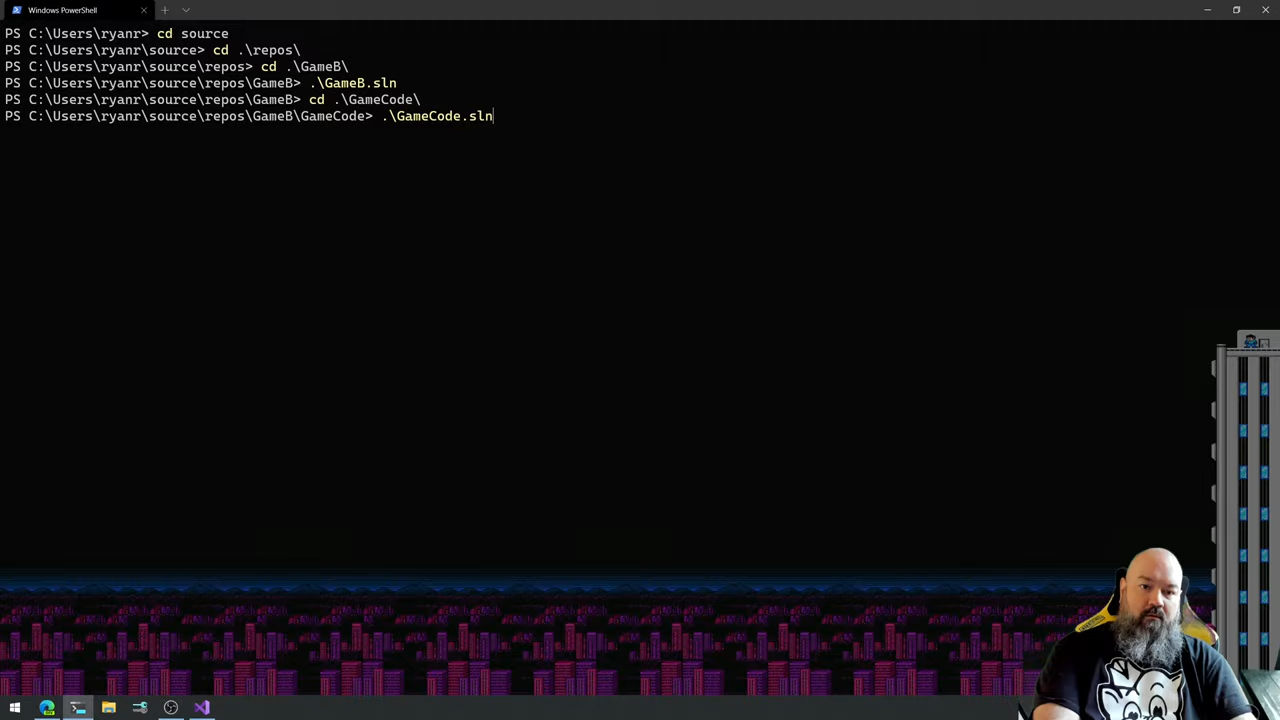 Windows PowerShell
PS C:\Users\ryanr> cd source
PS C:\Users\ryanr\source> cd .\repos\
PS C:\Users\ryanr\source\repos> cd .\GameB\
PS C:\Users\ryanr\source\repos\GameB> .\GameB.sln
PS C:\Users\ryanr\source\repos\GameB> cd .\GameCode\
PS C:\Users\ryanr\source\repos\GameB\GameCode> .\GameCode.sln